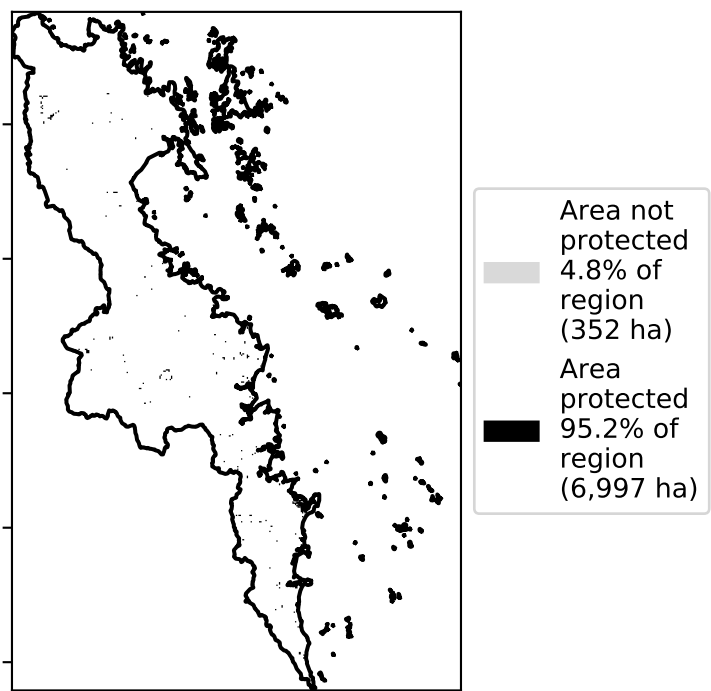 Area not
protected
4.8% of
region
(352 ha)
Area
protected
95.2% of
region
(6,997 ha)